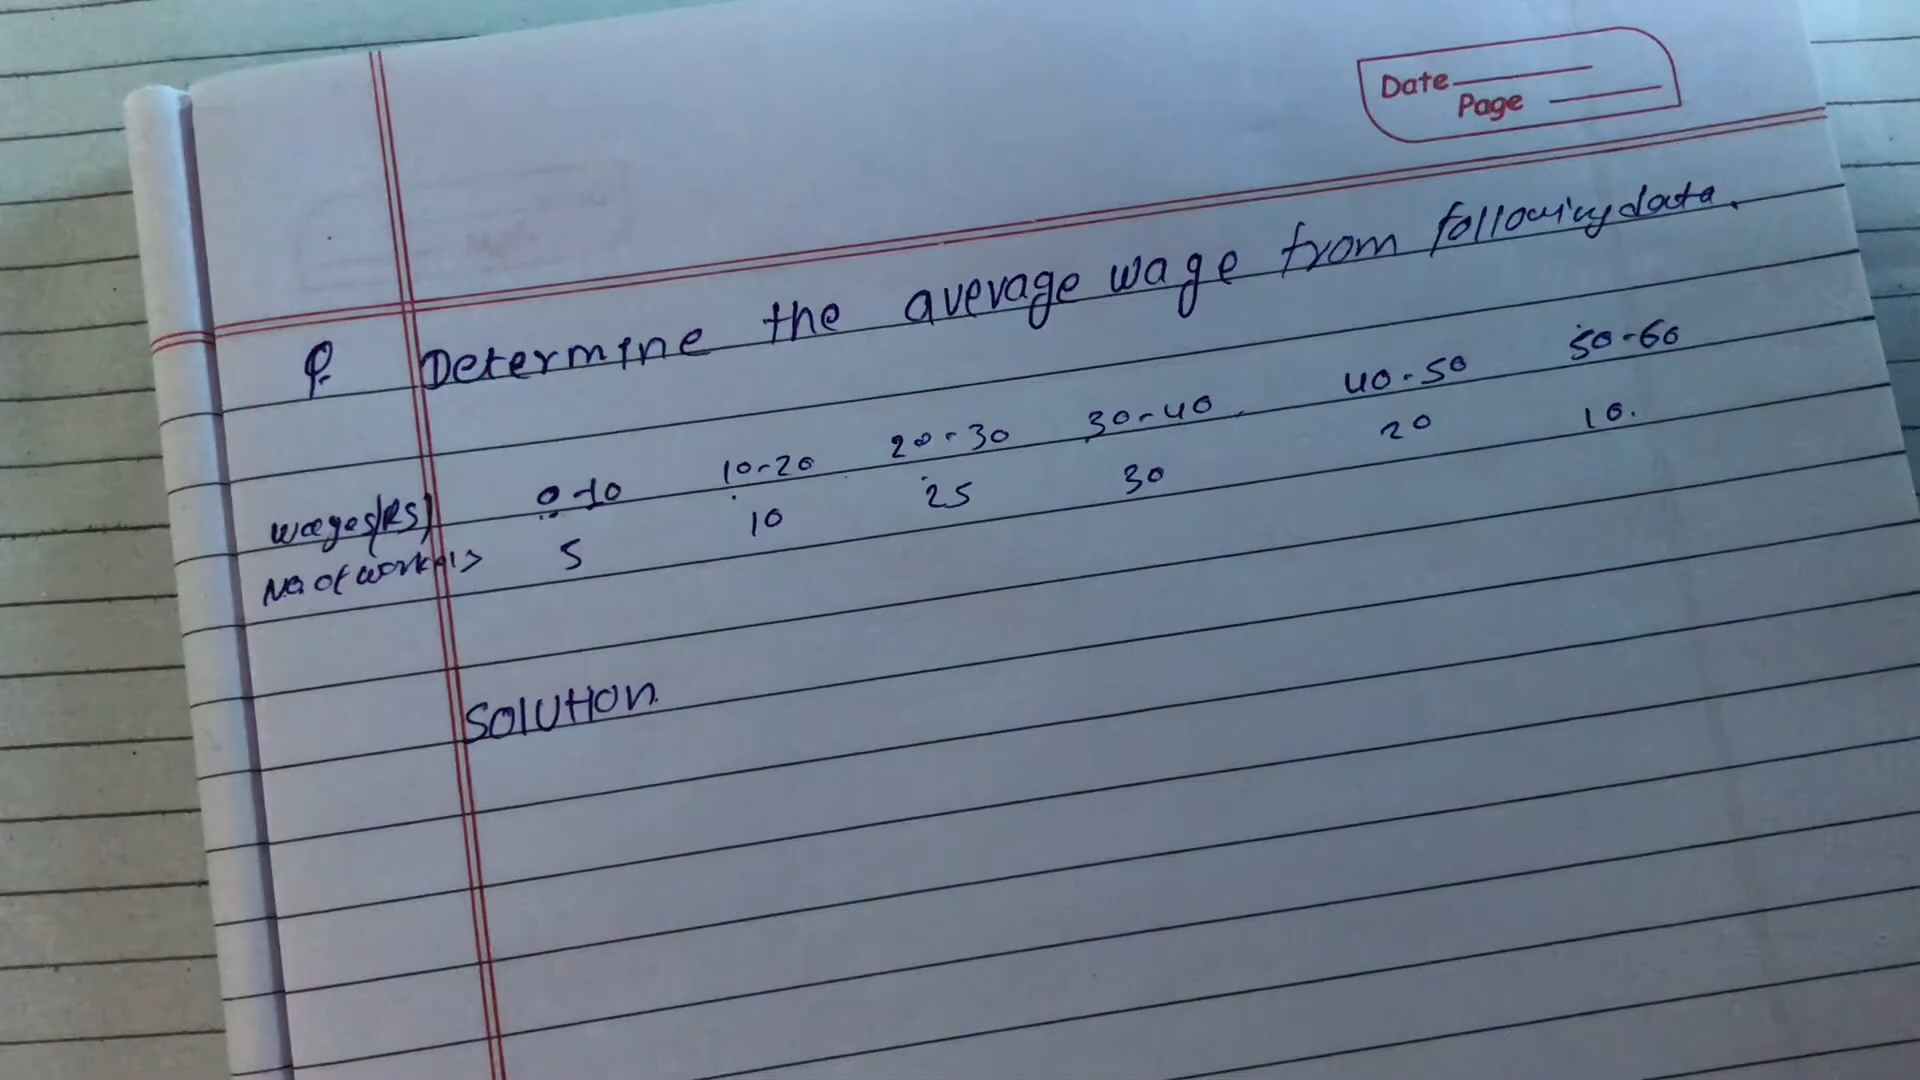 Date
Page
Q. Determine the average wage from following data.
wages(RS) 0-10 10-20 20-30 30-40 40-50 50-60
No. of workers 5 10 25 30 20 10.
Solution